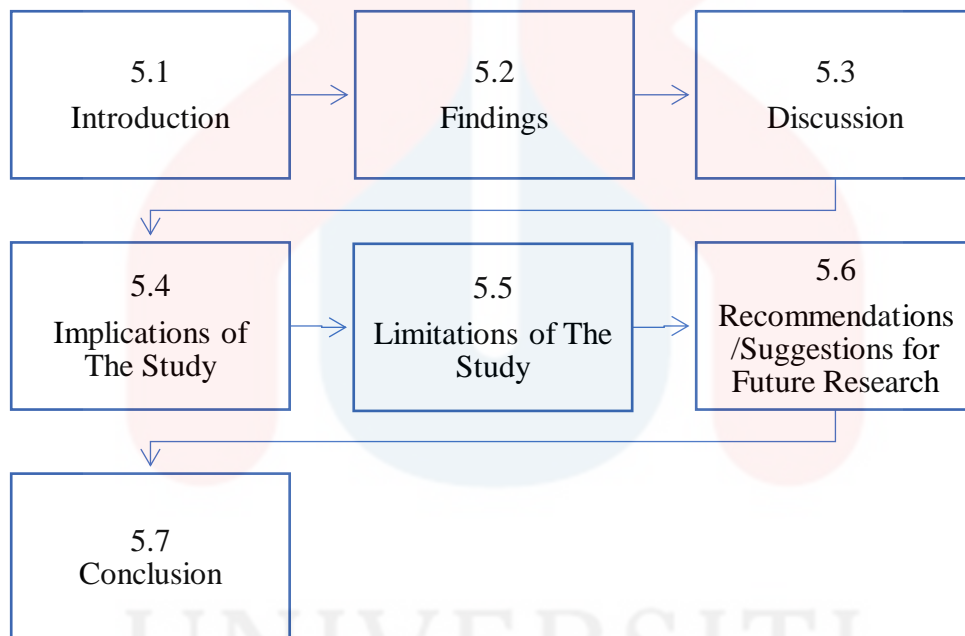 5.1
Introduction
5.2
Findings
5.3
Discussion
5.4
Implications of
The Study
5.5
Limitations of The
Study
5.6
Recommendations
/Suggestions for
Future Research
5.7
Conclusion
UNIVERSITI